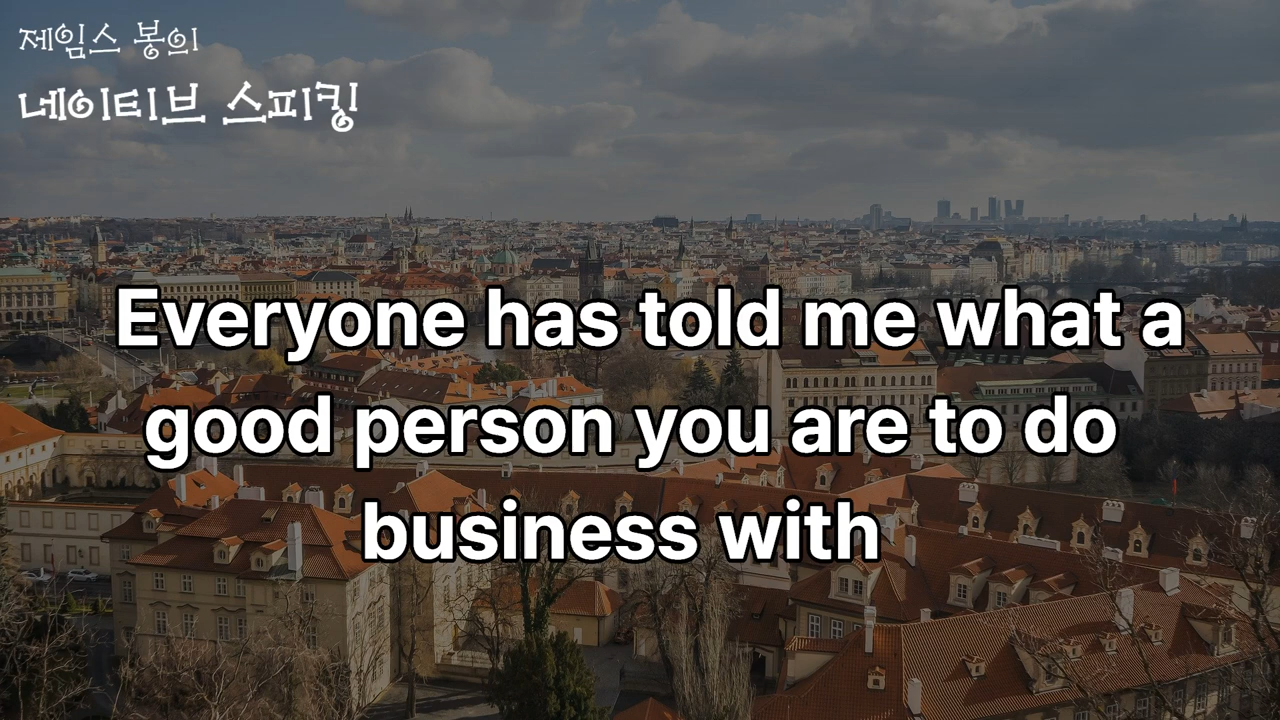 제임스 봉의
네이티브 스피킹
Everyone has told me what a
good person you are to do
business with